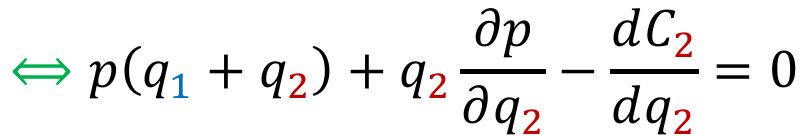 ⟺ p(q₁ + q₂) + q₂ ∂p/∂q₂ − dC₂/dq₂ = 0